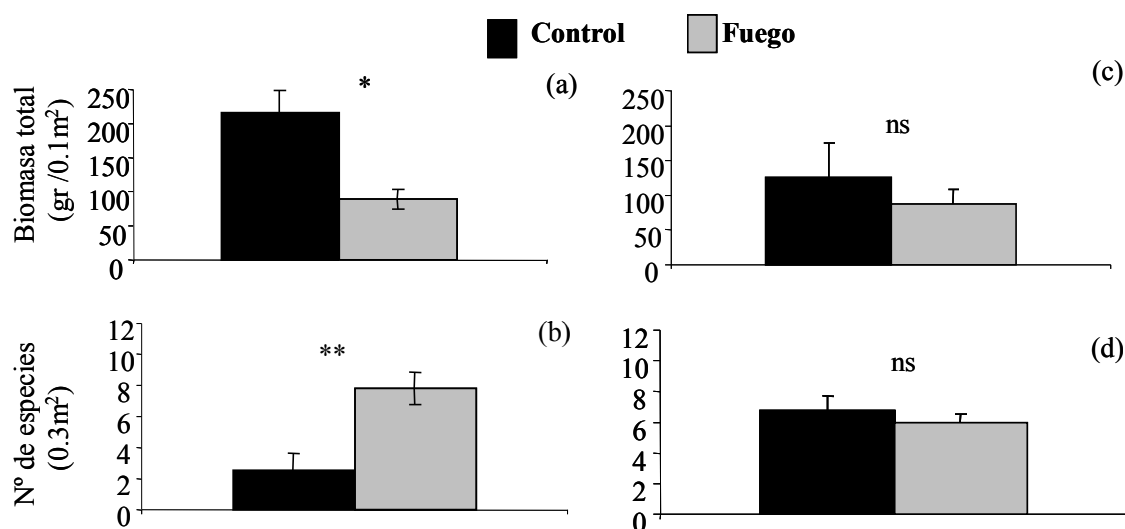 Control
Fuego
Biomasa total
(gr /0.1m²)
250
200
150
100
50
0
*
(a)
250
200
150
100
50
0
ns
(c)
Nº de especies
(0.3m²)
12
10
8
6
4
2
0
**
(b)
12
10
8
6
4
2
0
ns
(d)